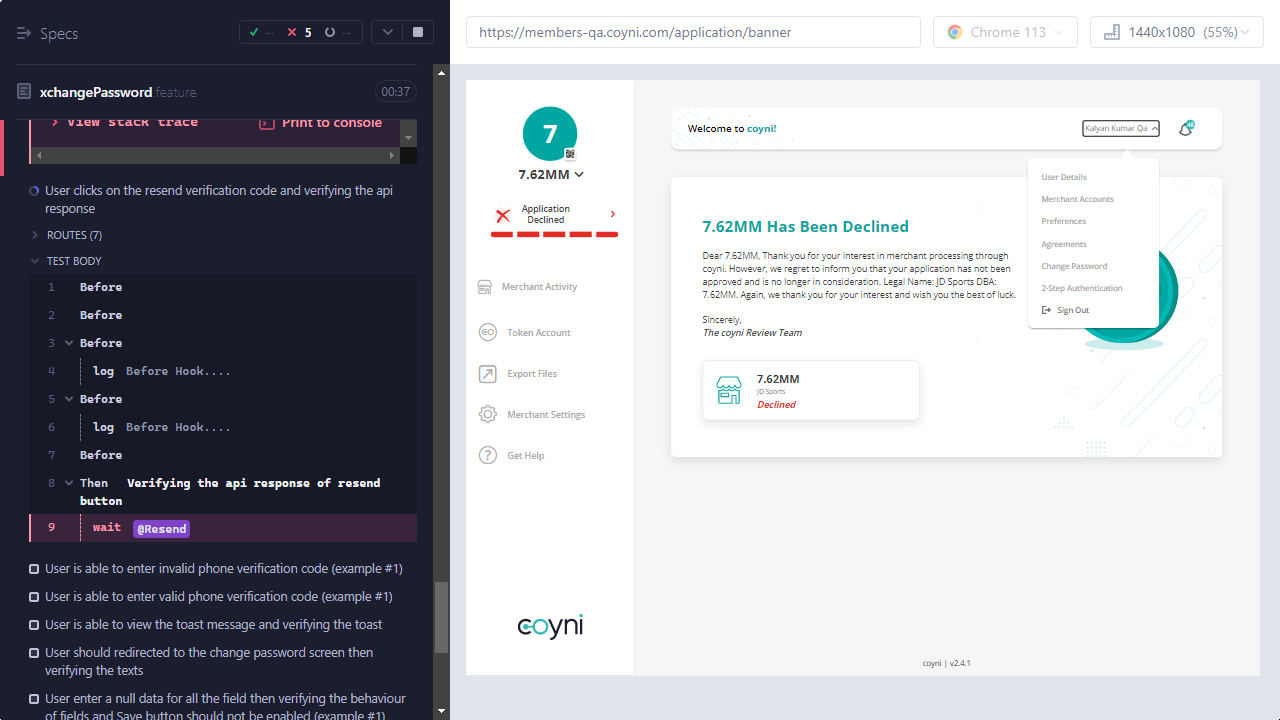 Specs
-- 5 --
xchangePassword.feature 00:37
View stack trace Print to console
User clicks on the resend verification code and verifying the api
response
ROUTES (7)
TEST BODY
1 Before
2 Before
3 Before
4 log Before Hook....
5 Before
6 log Before Hook....
7 Before
8 Then Verifying the api response of resend
button
9 wait @Resend
User is able to enter invalid phone verification code (example #1)
User is able to enter valid phone verification code (example #1)
User is able to view the toast message and verifying the toast
User should redirected to the change password screen then
verifying the texts
User enter a null data for all the field then verifying the behaviour
of fields and Save button should not be enabled (example #1)
https://members-qa.coyni.com/application/banner
Chrome 113
1440x1080 (55%)
7
7.62MM
Application
Declined
Merchant Activity
Token Account
Export Files
Merchant Settings
Get Help
coyni
Welcome to coyni!
Kalyan Kumar Qa
User Details
Merchant Accounts
Preferences
Agreements
Change Password
2-Step Authentication
Sign Out
7.62MM Has Been Declined
Dear 7.62MM, Thank you for your interest in merchant processing through
coyni. However, we regret to inform you that your application has not been
approved and is no longer in consideration. Legal Name: JD Sports DBA:
7.62MM. Again, we thank you for your interest and wish you the best of luck.
Sincerely,
The coyni Review Team
7.62MM
JD Sports
Declined
coyni | v2.4.1